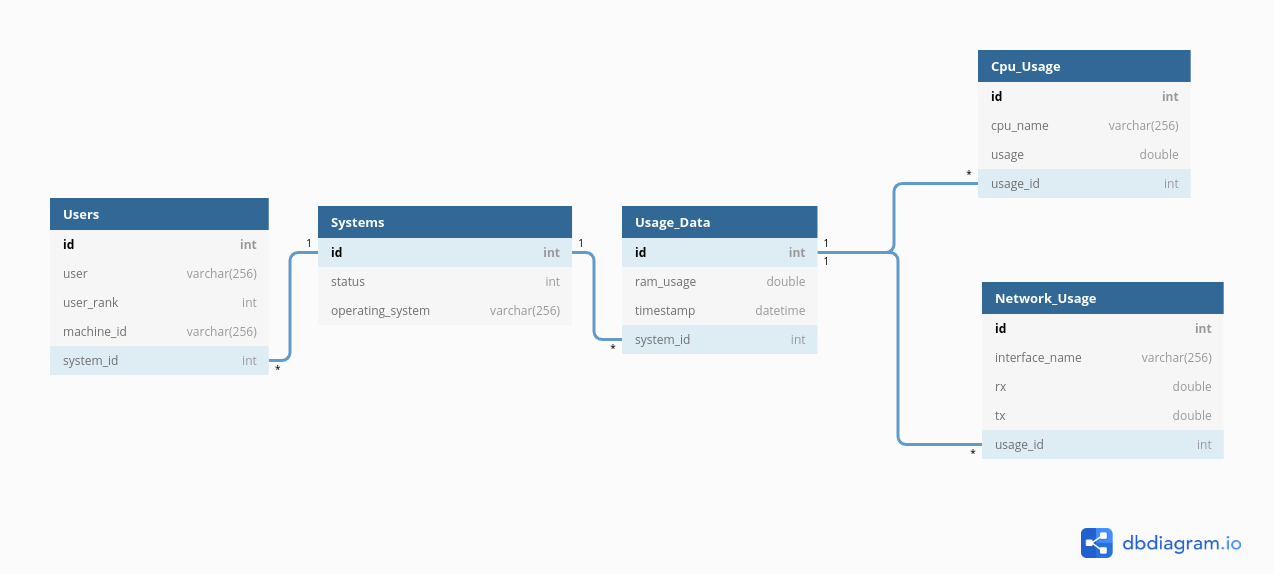 Users
id int
user varchar(256)
user_rank int
machine_id varchar(256)
system_id int
*
1
Systems
1
id int
status int
operating_system varchar(256)
*
Usage_Data
id int
ram_usage double
timestamp datetime
system_id int
1
1
Cpu_Usage
id int
cpu_name varchar(256)
usage double
* usage_id int
Network_Usage
id int
interface_name varchar(256)
rx double
tx double
usage_id int
*
dbdiagram.io